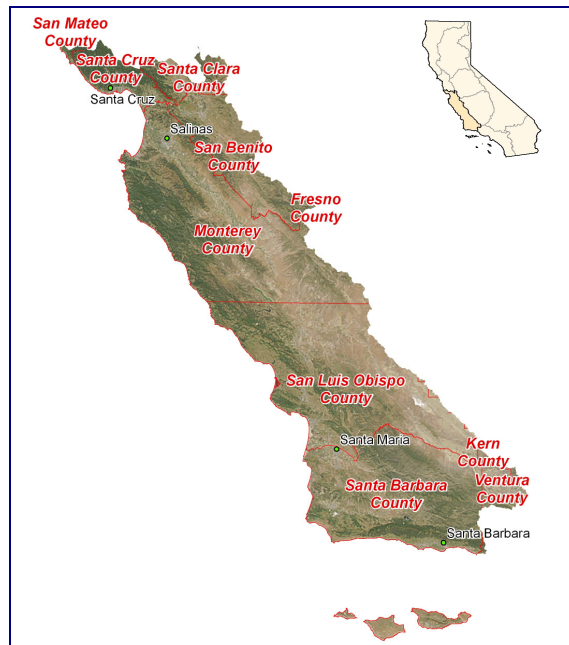 San Mateo
County
Santa Cruz
County
Santa Clara
County
Santa Cruz
Salinas
San Benito
County
Fresno
County
Monterey
County
San Luis Obispo
County
Santa Maria
Kern
County
Ventura
County
Santa Barbara
County
Santa Barbara